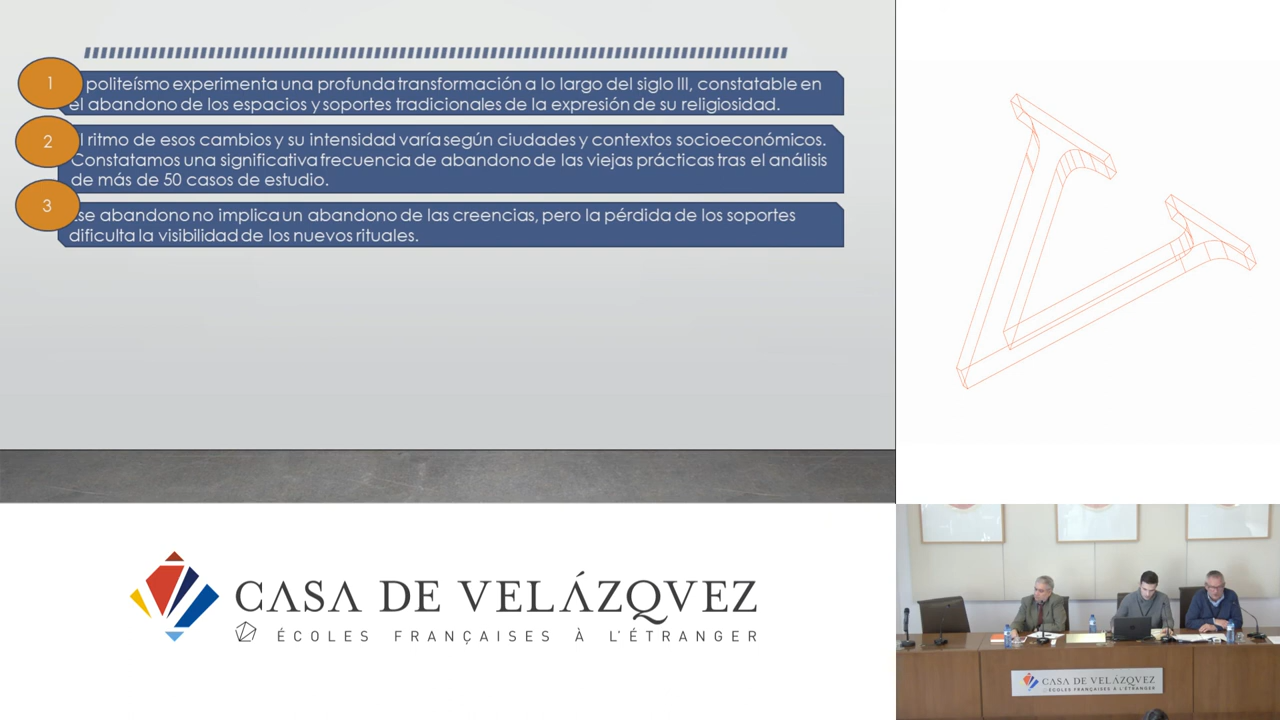 1
politeísmo experimenta una profunda transformación a lo largo del siglo III, constatable en
el abandono de los espacios y soportes tradicionales de la expresión de su religiosidad.
2
ritmo de esos cambios y su intensidad varía según ciudades y contextos socioeconómicos.
Constatamos una significativa frecuencia de abandono de las viejas prácticas tras el análisis
de más de 50 casos de estudio.
3
Ese abandono no implica un abandono de las creencias, pero la pérdida de los soportes
dificulta la visibilidad de los nuevos rituales.
CASA DE VELÁZQVEZ
ÉCOLES FRANÇAISES À L'ÉTRANGER
CASA DE VELÁZQVEZ
ÉCOLES FRANÇAISES À L'ÉTRANGER